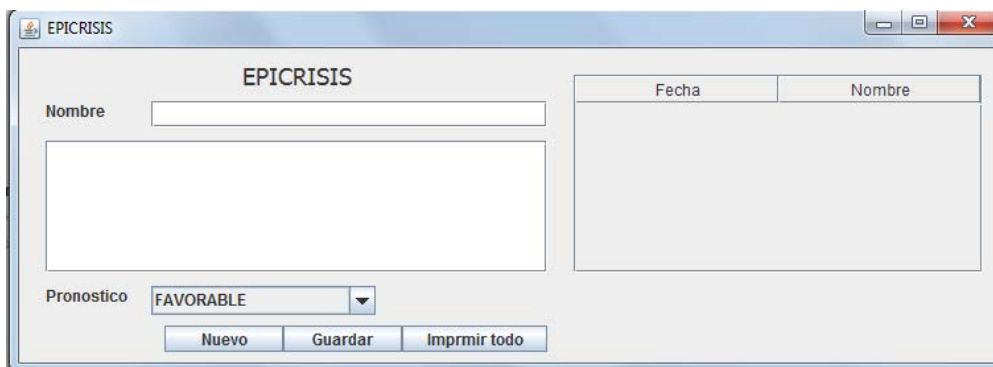 EPICRISIS
EPICRISIS
Nombre
Pronostico FAVORABLE
Nuevo Guardar Imprmir todo
Fecha Nombre